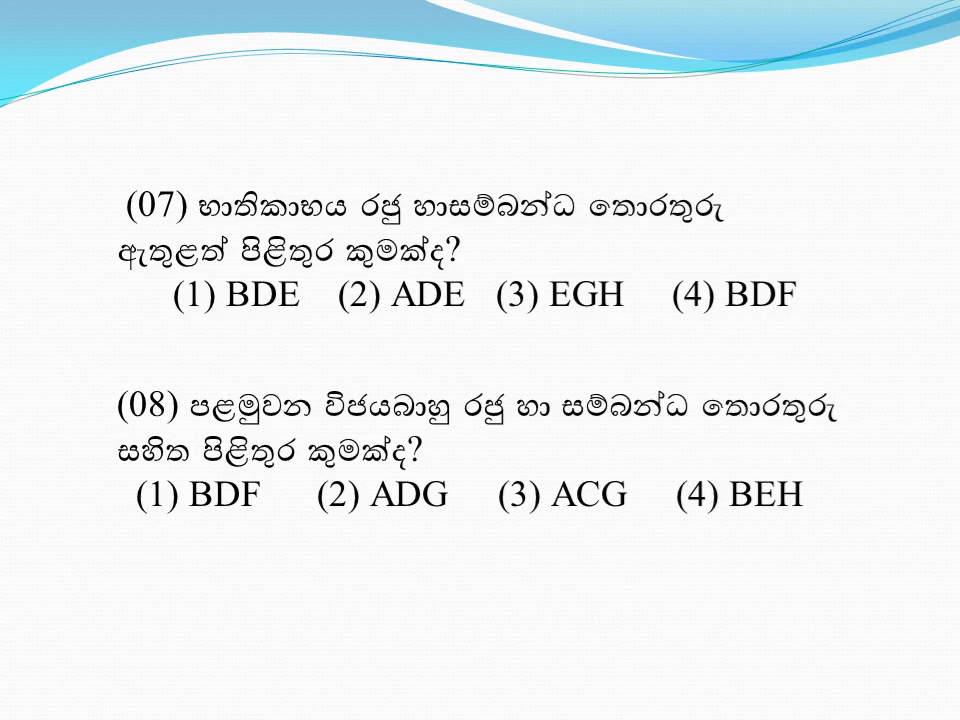 (07) භාතිකාභය රජු හාසම්බන්ධ තොරතුරු
ඇතුළත් පිළිතුර කුමක්ද?
(1) BDE (2) ADE (3) EGH (4) BDF
(08) පළමුවන විජයබාහු රජු හා සම්බන්ධ තොරතුරු
සහිත පිළිතුර කුමක්ද?
(1) BDF (2) ADG (3) ACG (4) BEH